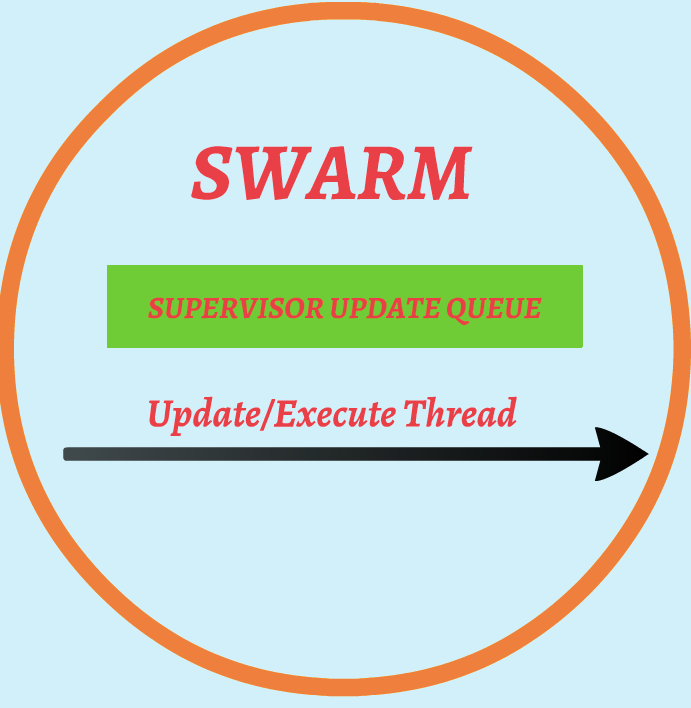 SWARM
SUPERVISOR UPDATE QUEUE
Update/Execute Thread